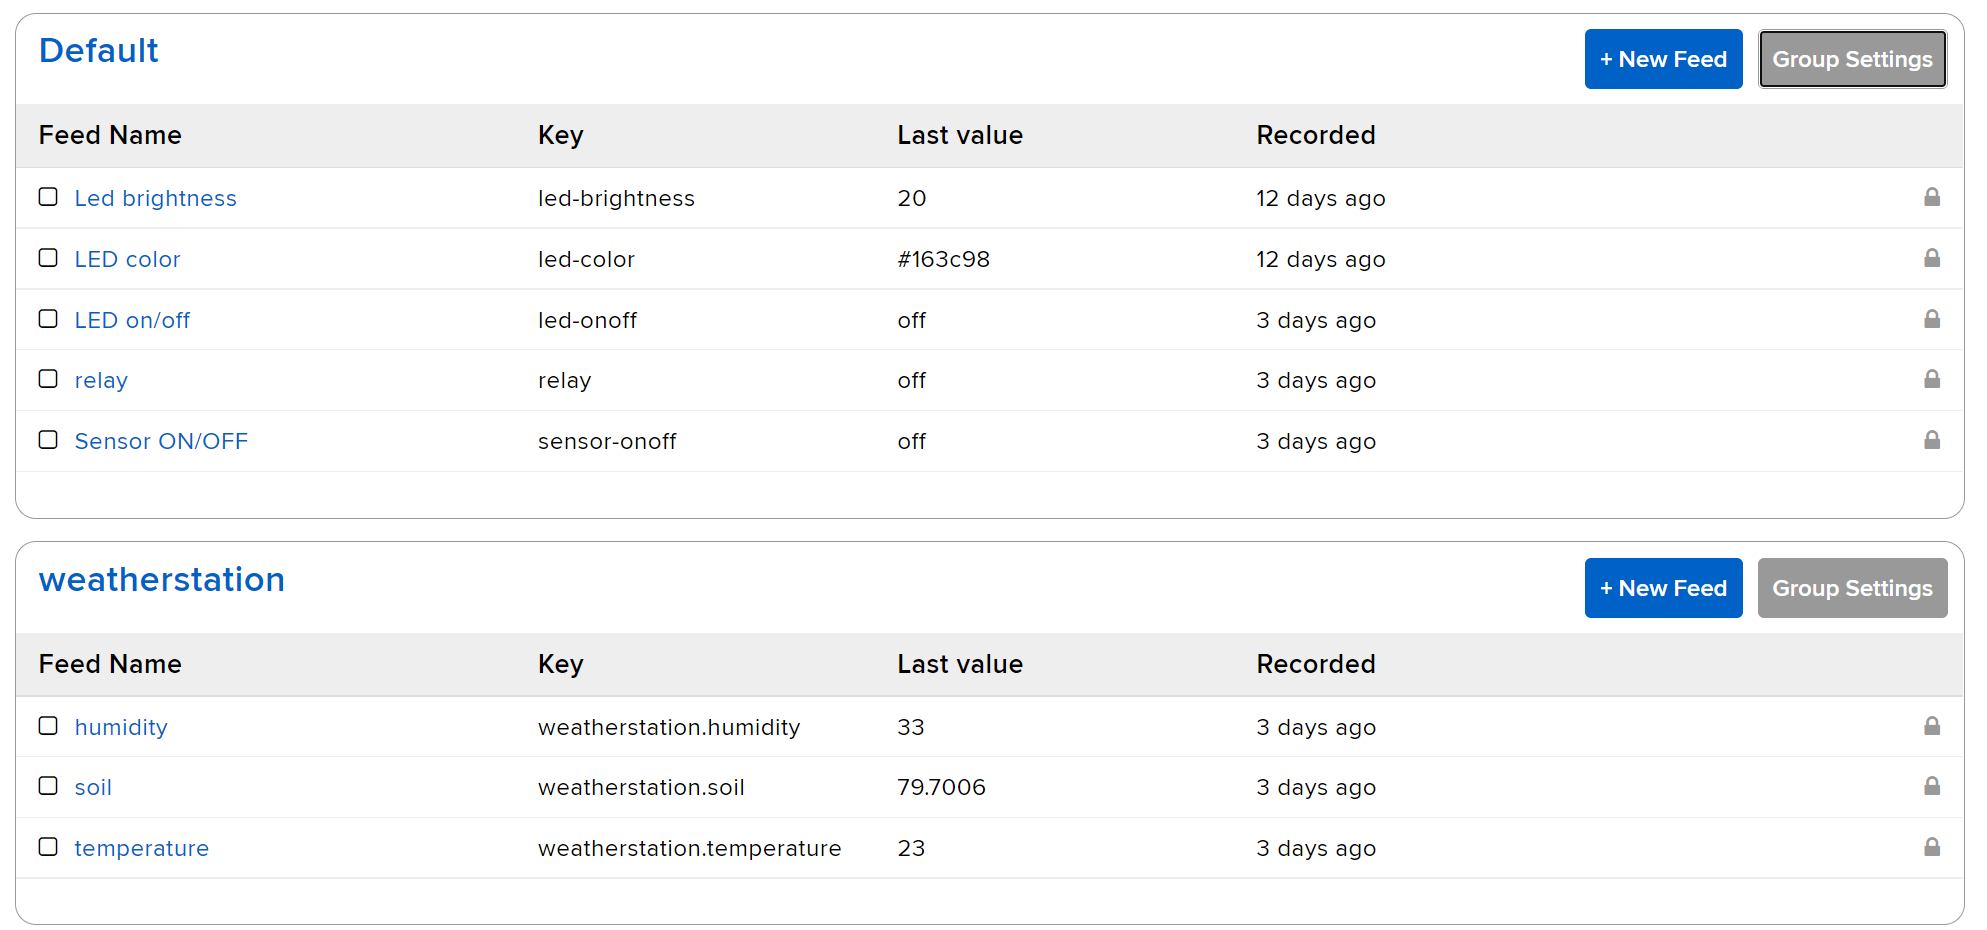 Default
+ New Feed Group Settings
Feed Name Key Last value Recorded
Led brightness led-brightness 20 12 days ago
LED color led-color #163c98 12 days ago
LED on/off led-onoff off 3 days ago
relay relay off 3 days ago
Sensor ON/OFF sensor-onoff off 3 days ago
weatherstation
+ New Feed Group Settings
Feed Name Key Last value Recorded
humidity weatherstation.humidity 33 3 days ago
soil weatherstation.soil 79.7006 3 days ago
temperature weatherstation.temperature 23 3 days ago